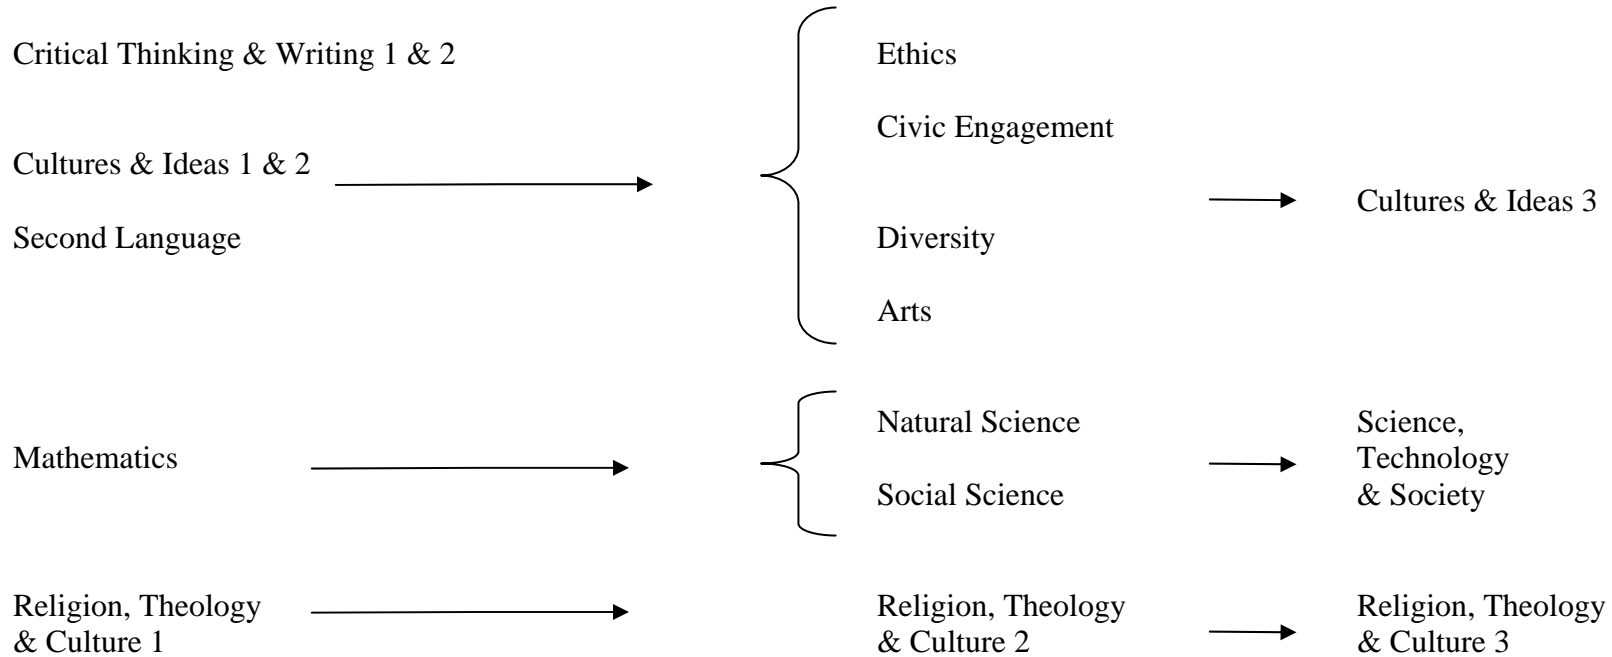 Critical Thinking & Writing 1 & 2
Cultures & Ideas 1 & 2
Second Language
Ethics
Civic Engagement
Diversity
Arts
Cultures & Ideas 3
Mathematics
Natural Science
Social Science
Science,
Technology
& Society
Religion, Theology
& Culture 1
Religion, Theology
& Culture 2
Religion, Theology
& Culture 3